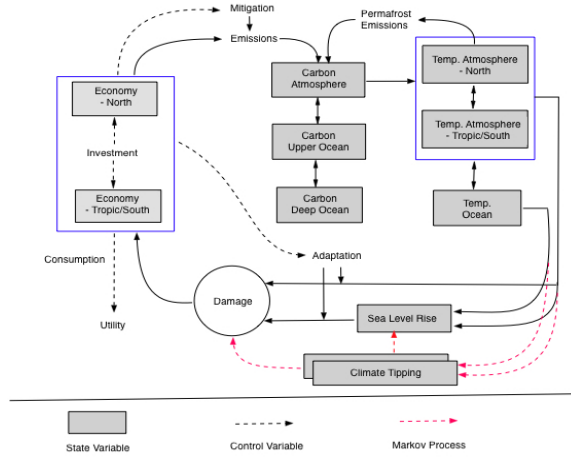 Mitigation
Emissions
Permafrost
Emissions
Economy
- North
Carbon
Atmosphere
Temp. Atmosphere
- North
Temp. Atmosphere
- Tropic/South
Carbon
Upper Ocean
Investment
Economy
- Tropic/South
Carbon
Deep Ocean
Temp.
Ocean
Consumption
Adaptation
Damage
Utility
Sea Level Rise
Climate Tipping
State Variable
Control Variable
Markov Process